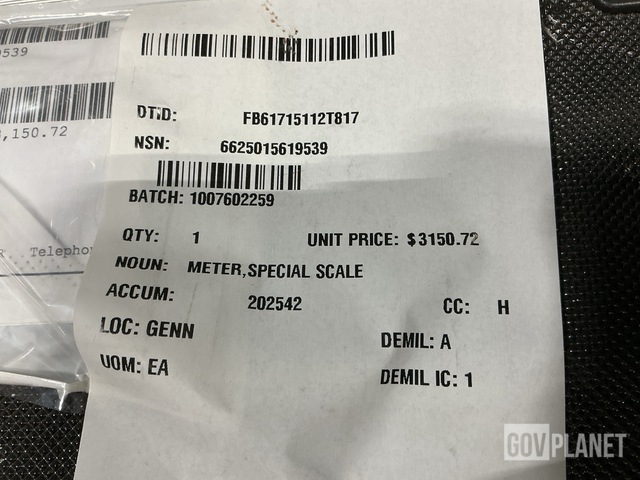 DTID: FB61715112T817
NSN: 6625015619539
BATCH: 1007602259
QTY: 1 UNIT PRICE: $3150.72
NOUN: METER,SPECIAL SCALE
ACCUM: 202542 CC: H
LOC: GENN DEMIL: A
UOM: EA DEMIL IC: 1
9539
,150.72
Telepho
GOVPLANET